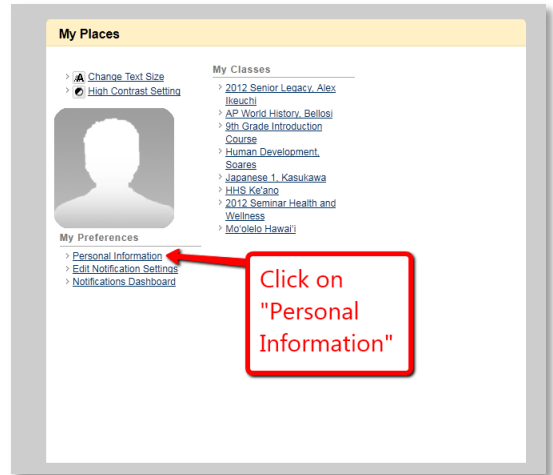 My Places
Change Text Size
High Contrast Setting
My Preferences
Personal Information
Edit Notification Settings
Notifications Dashboard
My Classes
2012 Senior Legacy, Alex
Ikeuchi
AP World History, Bellosi
9th Grade Introduction
Course
Human Development,
Soares
Japanese 1, Kasukawa
HHS Ke'ano
2012 Seminar Health and
Wellness
Mo'olelo Hawai'i
Click on
"Personal
Information"